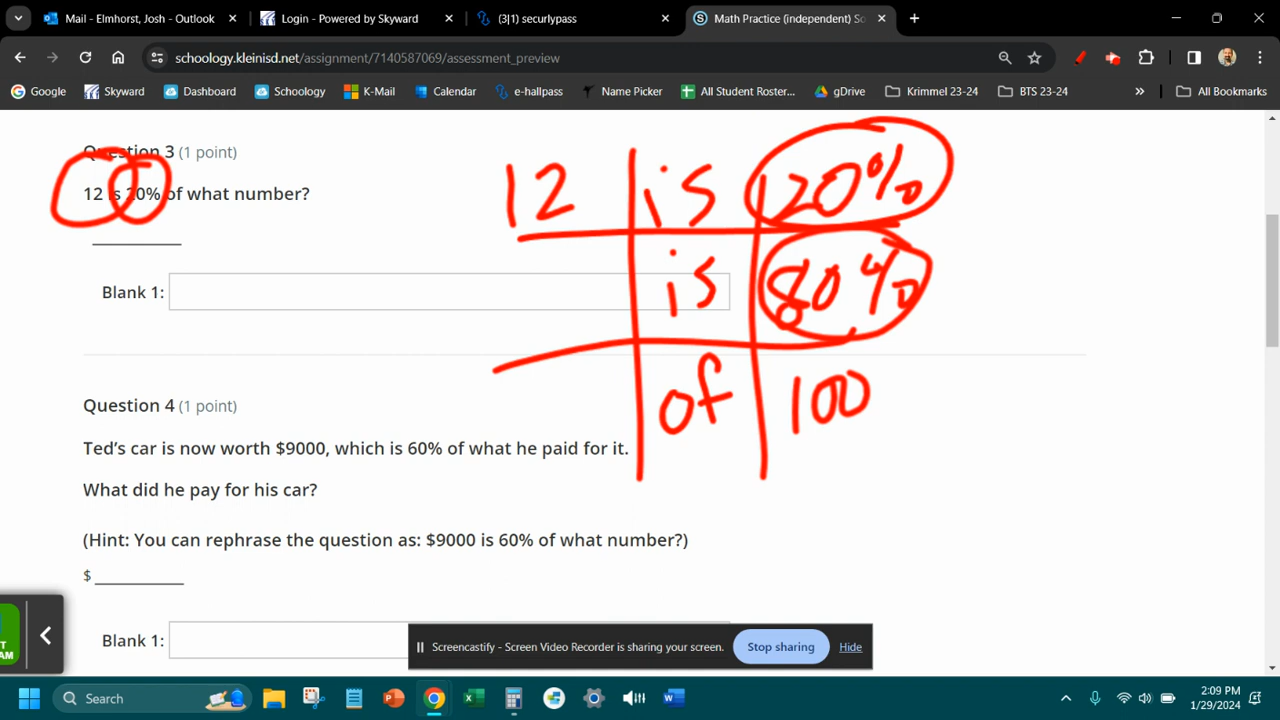 Mail - Elmhorst, Josh - Outlook
Login - Powered by Skyward
(3|1) securlypass
Math Practice (independent) So
schoology.kleinisd.net/assignment/7140587069/assessment_preview
Google
Skyward
Dashboard
Schoology
K-Mail
Calendar
e-hallpass
Name Picker
All Student Roster...
gDrive
Krimmel 23-24
BTS 23-24
All Bookmarks
Question 3 (1 point)
12 is 20% of what number?
Blank 1:
12 is 20%
is 80%
of 100
Question 4 (1 point)
Ted's car is now worth $9000, which is 60% of what he paid for it.
What did he pay for his car?
(Hint: You can rephrase the question as: $9000 is 60% of what number?)
$
Blank 1:
T
AM
Screencastify - Screen Video Recorder is sharing your screen.
Stop sharing
Hide
Search
2:09 PM
1/29/2024